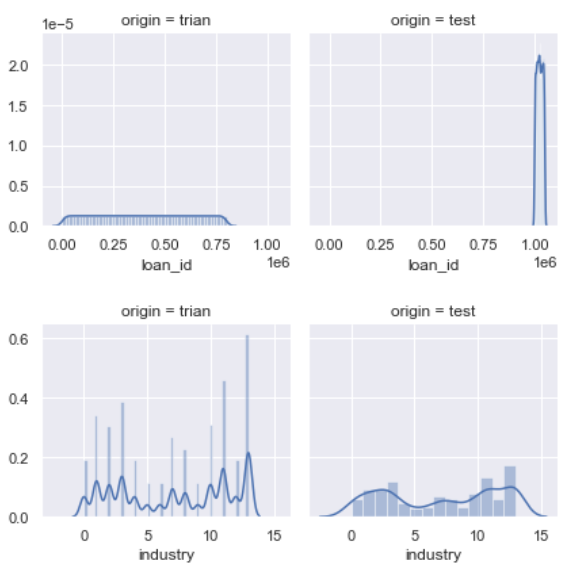 origin = trian origin = test
1e−5
2.0
1.5
1.0
0.5
0.0
0.00 0.25 0.50 0.75 1.00 0.00 0.25 0.50 0.75 1.00
loan_id 1e6 loan_id 1e6
origin = trian origin = test
0.6
0.4
0.2
0.0
0 5 10 15 0 5 10 15
industry industry